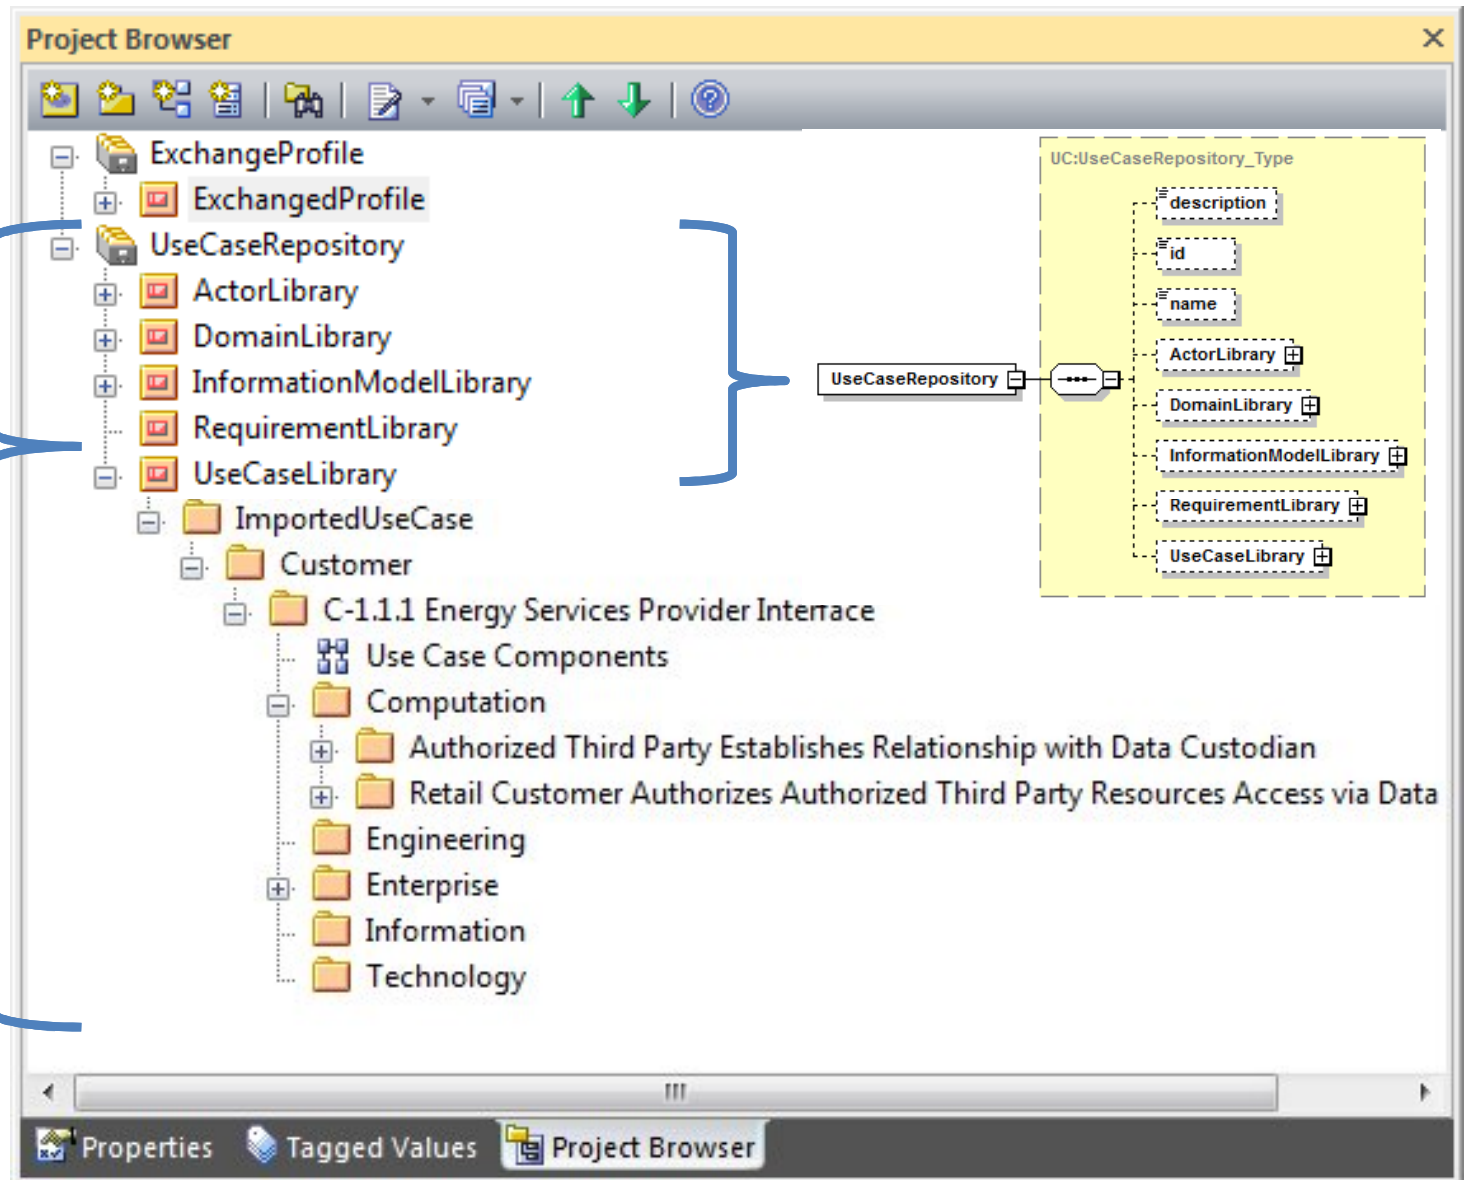 Project Browser
ExchangeProfile
ExchangedProfile
UseCaseRepository
ActorLibrary
DomainLibrary
InformationModelLibrary
RequirementLibrary
UseCaseLibrary
ImportedUseCase
Customer
C-1.1.1 Energy Services Provider Interface
Use Case Components
Computation
Authorized Third Party Establishes Relationship with Data Custodian
Retail Customer Authorizes Authorized Third Party Resources Access via Data
Engineering
Enterprise
Information
Technology
UC:UseCaseRepository_Type
description
id
name
ActorLibrary
UseCaseRepository
DomainLibrary
InformationModelLibrary
RequirementLibrary
UseCaseLibrary
Properties
Tagged Values
Project Browser